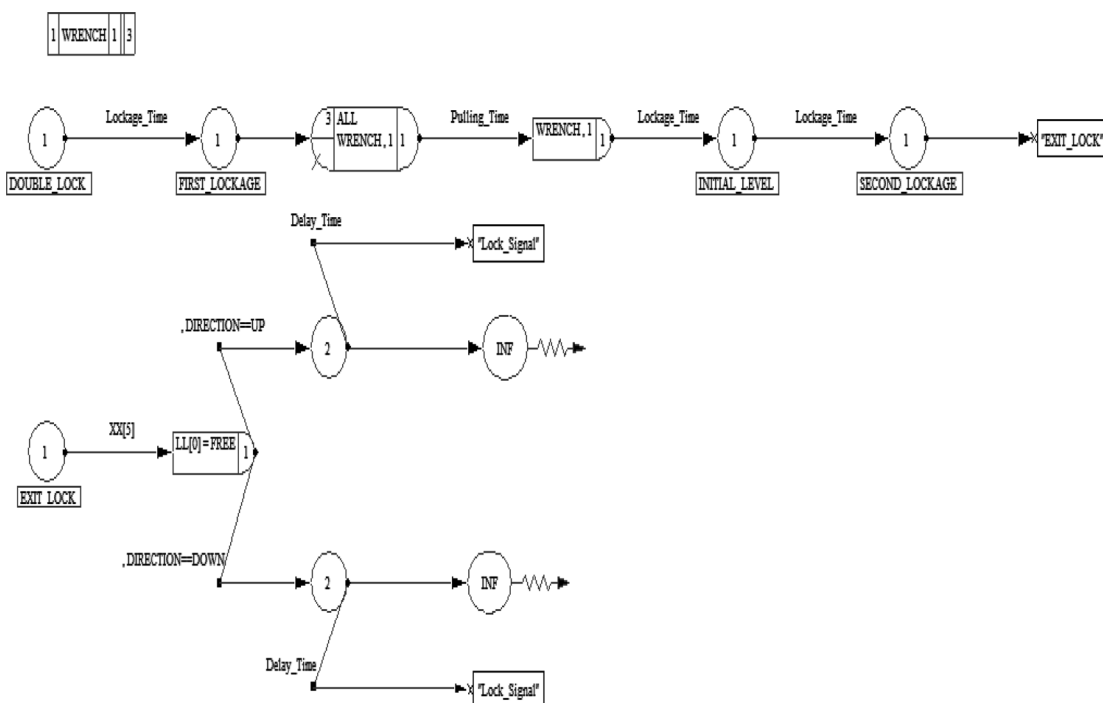 1 WRENCH 1 3
Lockage_Time
Pulling_Time
Lockage_Time
Lockage_Time
1
1
3 ALL
WRENCH, 1 1
WRENCH, 1
1
1
1
"EXIT_LOCK"
DOUBLE_LOCK
FIRST_LOCKAGE
INITIAL_LEVEL
SECOND_LOCKAGE
Delay_Time
"Lock_Signal"
, DIRECTION==UP
2
INF
XX[5]
1
LL[0] = FREE
1
EXIT_LOCK
, DIRECTION==DOWN
2
INF
Delay_Time
"Lock_Signal"